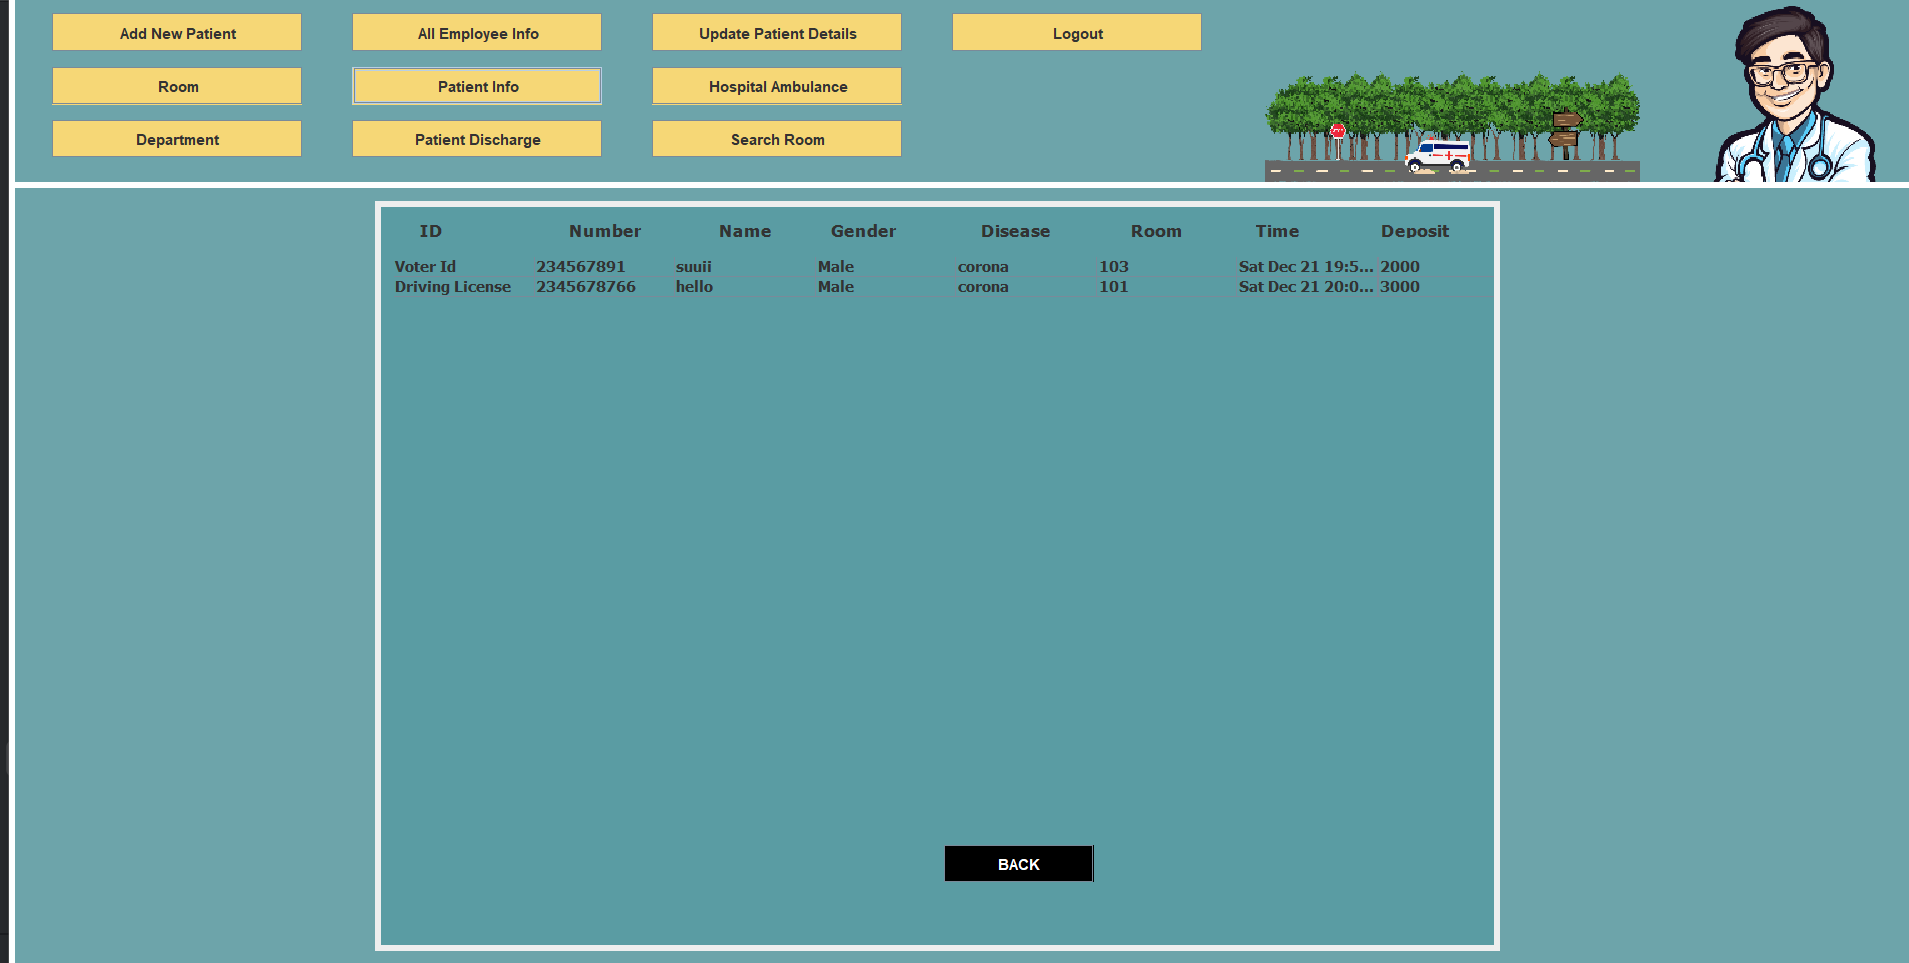 Add New Patient All Employee Info Update Patient Details Logout
Room Patient Info Hospital Ambulance
Department Patient Discharge Search Room
ID Number Name Gender Disease Room Time Deposit
Voter Id 234567891 suuii Male corona 103 Sat Dec 21 19:5... 2000
Driving License 2345678766 hello Male corona 101 Sat Dec 21 20:0... 3000
BACK